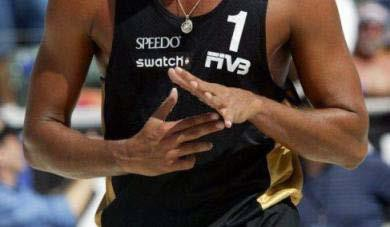 1
SPEEDO
swatch
FIVB